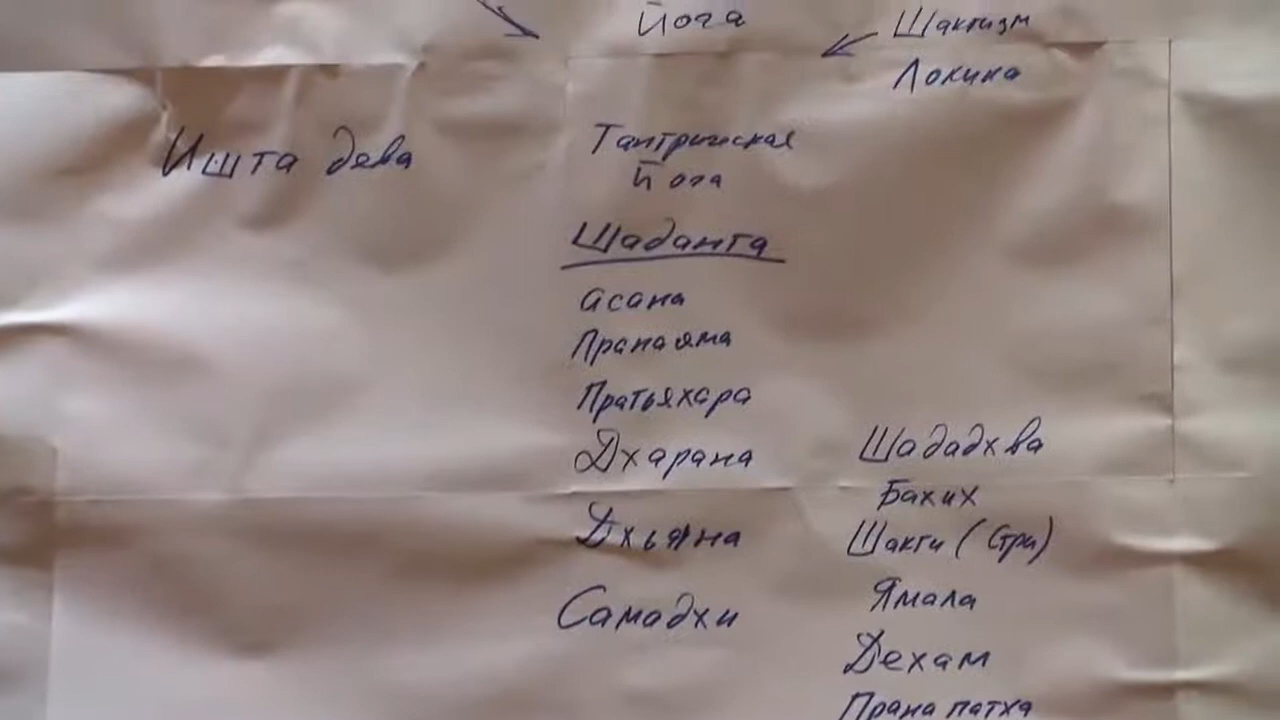 Йога
Шактизм
Локика
Ишта дева
Тантрическая
Йога
Шаданга
Асана
Пранаяма
Пратьяхара
Дхарана
Дхьяна
Самадхи
Шададхва
Бахих
Шакти (Стри)
Ямала
Дехам
Прана патха